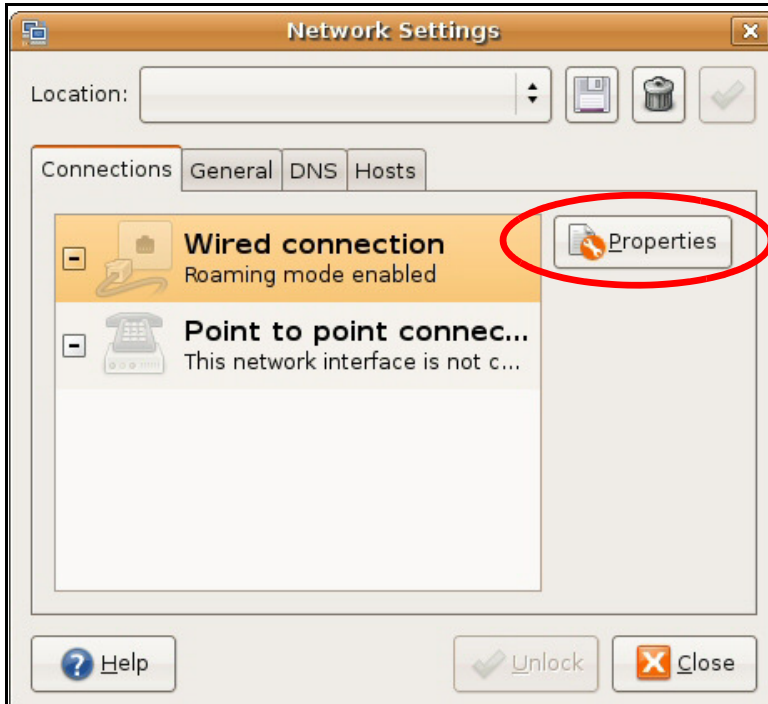 Network Settings
Location:
Connections General DNS Hosts
Wired connection
Roaming mode enabled
Properties
Point to point connec...
This network interface is not c...
Help Unlock Close